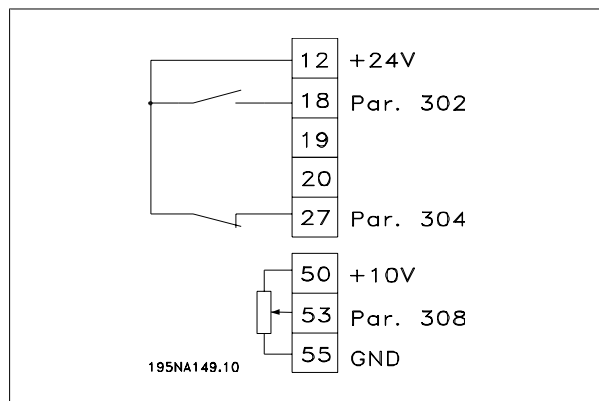 12 +24V
18 Par. 302
19
20
27 Par. 304
50 +10V
53 Par. 308
55 GND
195NA149.10